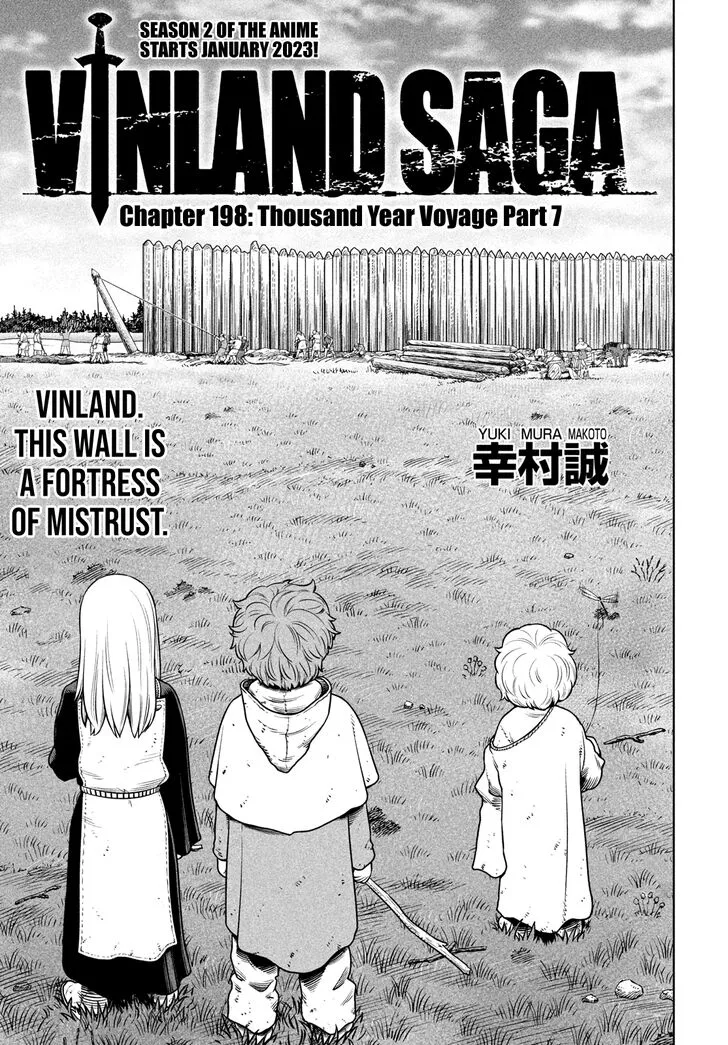 SEASON 2 OF THE ANIME
STARTS JANUARY 2023!
VINLAND SAGA
Chapter 198: Thousand Year Voyage Part 7
VINLAND.
THIS WALL IS
A FORTRESS
OF MISTRUST.
YUKI MURA MAKOTO
幸村誠